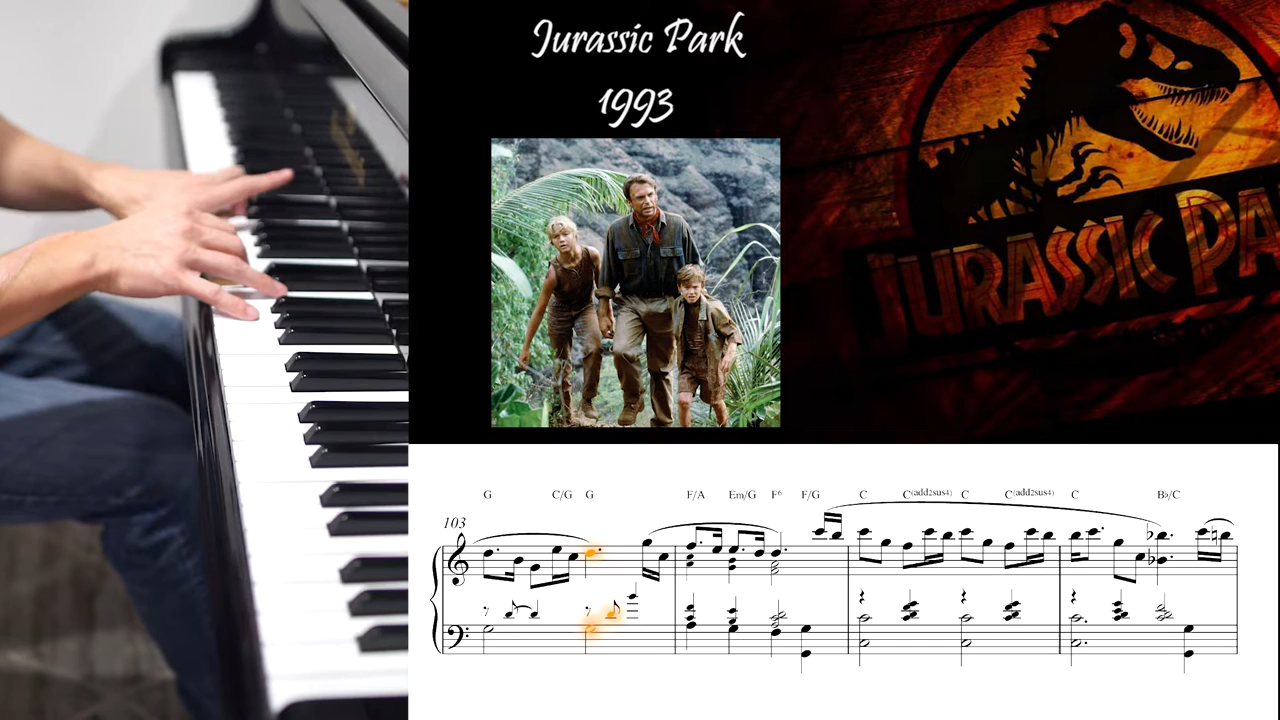 Jurassic Park
1993
JURASSIC PA
G C/G G F/A Em/G F6 F/G C C(add2sus4) C C(add2sus4) C B♭/C
103